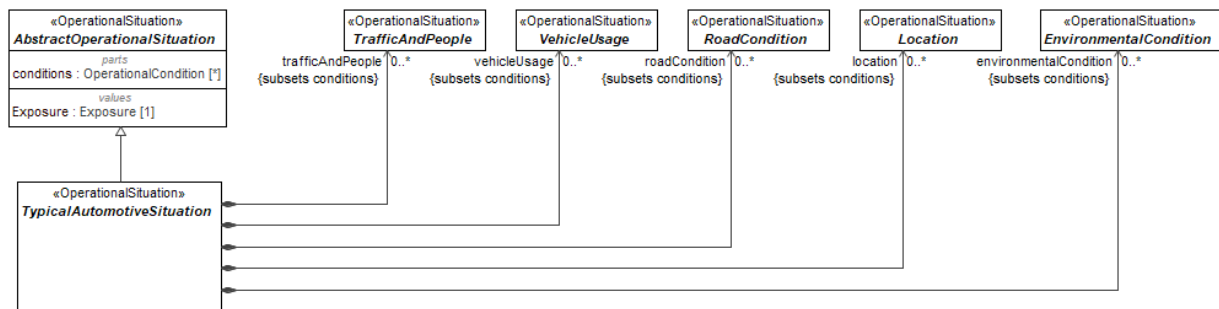 «OperationalSituation»
AbstractOperationalSituation
parts
conditions : OperationalCondition [*]
values
Exposure : Exposure [1]
«OperationalSituation»
TrafficAndPeople
«OperationalSituation»
VehicleUsage
«OperationalSituation»
RoadCondition
«OperationalSituation»
Location
«OperationalSituation»
EnvironmentalCondition
trafficAndPeople 0..*
{subsets conditions}
vehicleUsage 0..*
{subsets conditions}
roadCondition 0..*
{subsets conditions}
location 0..*
{subsets conditions}
environmentalCondition 0..*
{subsets conditions}
«OperationalSituation»
TypicalAutomotiveSituation